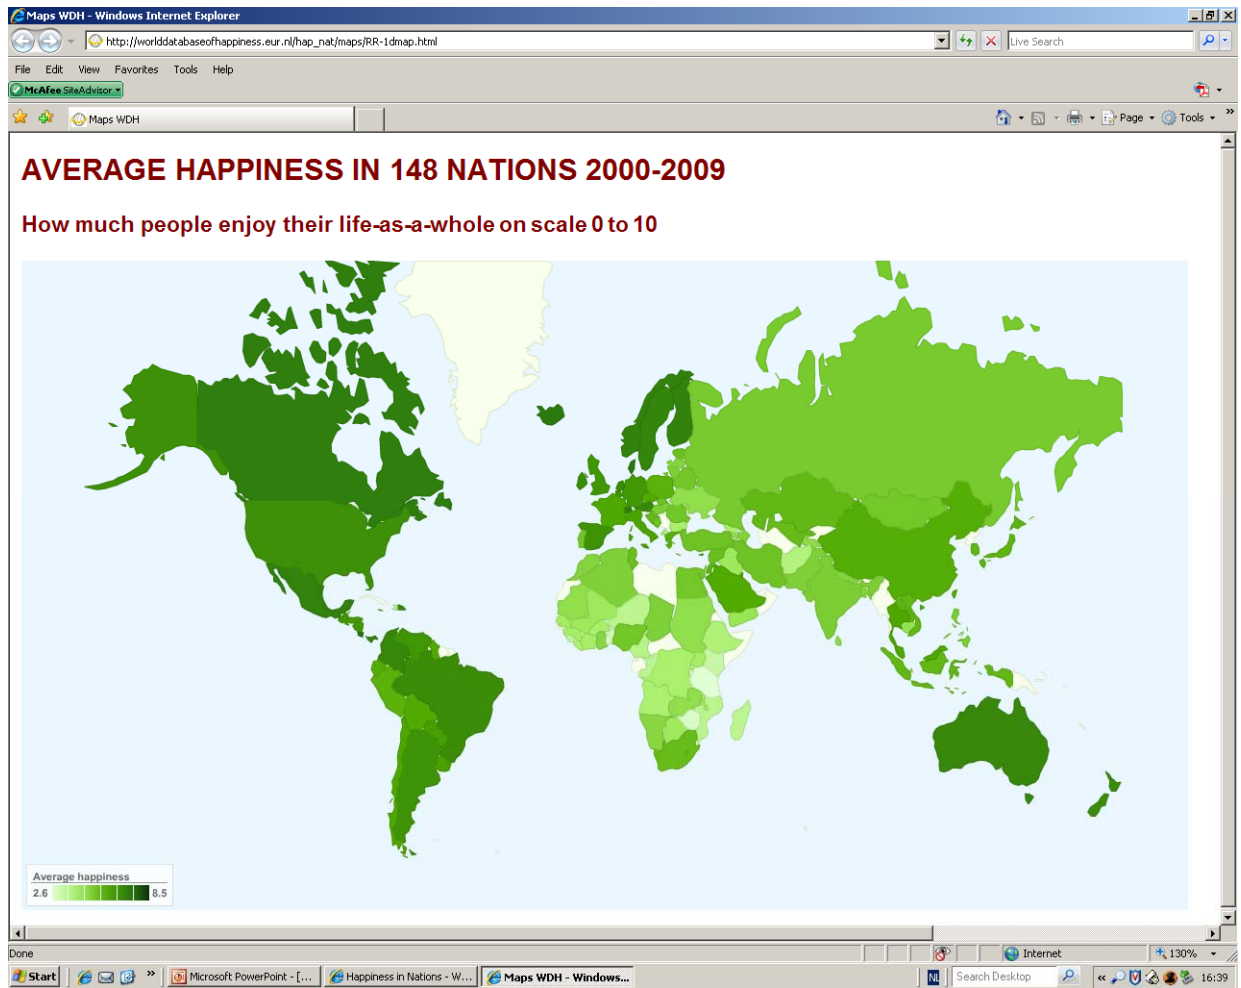 Maps WDH - Windows Internet Explorer
http://worlddatabaseofhappiness.eur.nl/hap_nat/maps/RR-1dmap.html
Live Search
File Edit View Favorites Tools Help
McAfee SiteAdvisor
Maps WDH
Page Tools
AVERAGE HAPPINESS IN 148 NATIONS 2000-2009
How much people enjoy their life-as-a-whole on scale 0 to 10
Average happiness
2.6 8.5
Done Internet 130%
Start Microsoft PowerPoint - [... Happiness in Nations - W... Maps WDH - Windows... NL Search Desktop 16:39